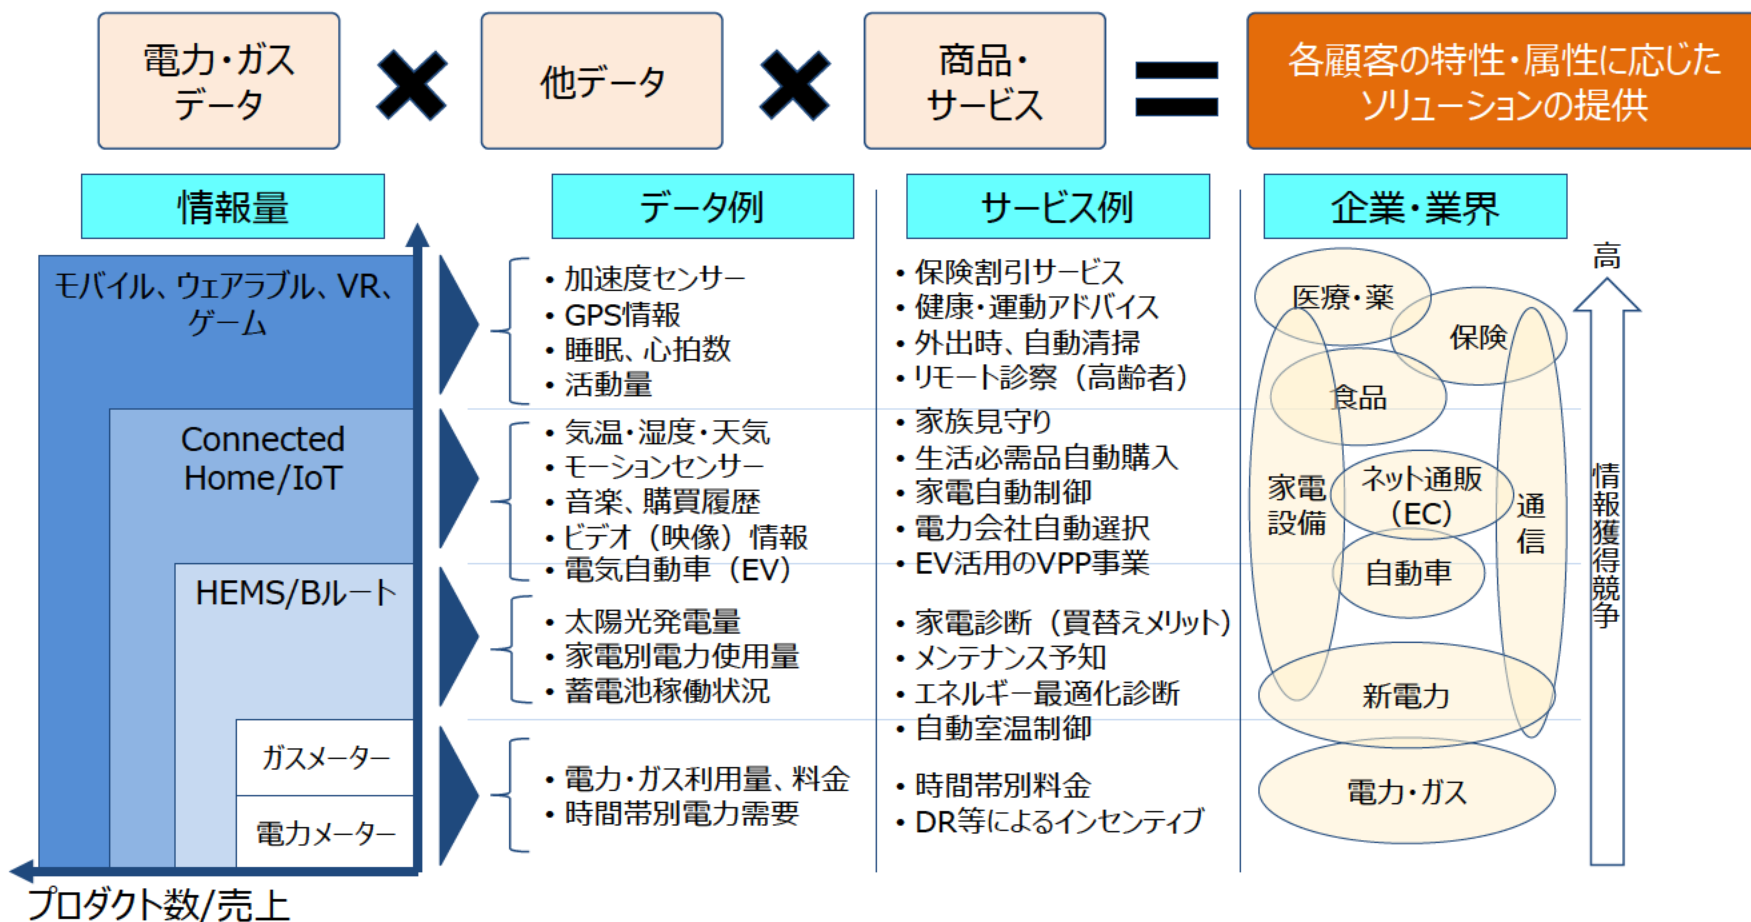 電力・ガス
データ
他データ
商品・
サービス
各顧客の特性・属性に応じた
ソリューションの提供
情報量
データ例
サービス例
企業・業界
モバイル、ウェアラブル、VR、
ゲーム
Connected
Home/IoT
HEMS/Bルート
ガスメーター
電力メーター
プロダクト数/売上
• 加速度センサー
• GPS情報
• 睡眠、心拍数
• 活動量
• 気温・湿度・天気
• モーションセンサー
• 音楽、購買履歴
• ビデオ（映像）情報
• 電気自動車（EV）
• 太陽光発電量
• 家電別電力使用量
• 蓄電池稼働状況
• 電力・ガス利用量、料金
• 時間帯別電力需要
• 保険割引サービス
• 健康・運動アドバイス
• 外出時、自動清掃
• リモート診察（高齢者）
• 家族見守り
• 生活必需品自動購入
• 家電自動制御
• 電力会社自動選択
• EV活用のVPP事業
• 家電診断（買替えメリット）
• メンテナンス予知
• エネルギー最適化診断
• 自動室温制御
• 時間帯別料金
• DR等によるインセンティブ
医療・薬
保険
食品
家電
設備
ネット通販
（EC）
通信
自動車
新電力
電力・ガス
高
情報獲得競争